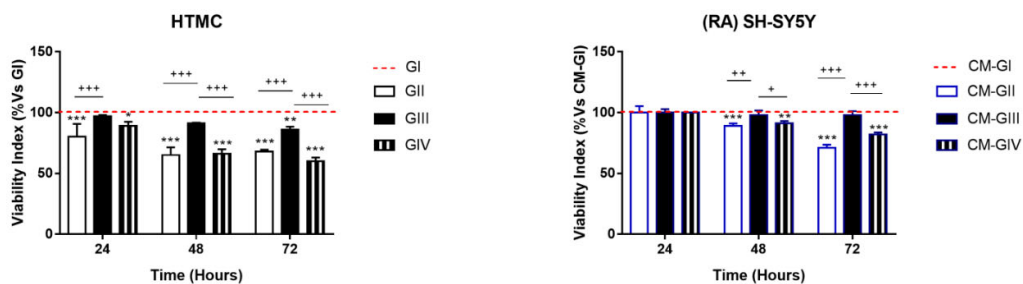 HTMC
Viability Index (%Vs GI)
150
100
50
0
+++
+++
+++
+++
+++
***
*
***
***
***
**
***
24
48
72
Time (Hours)
GI
GII
GIII
GIV
(RA) SH-SY5Y
Viability Index (%Vs CM-GI)
150
100
50
0
++
+
+++
+++
***
**
***
***
24
48
72
Time (Hours)
CM-GI
CM-GII
CM-GIII
CM-GIV